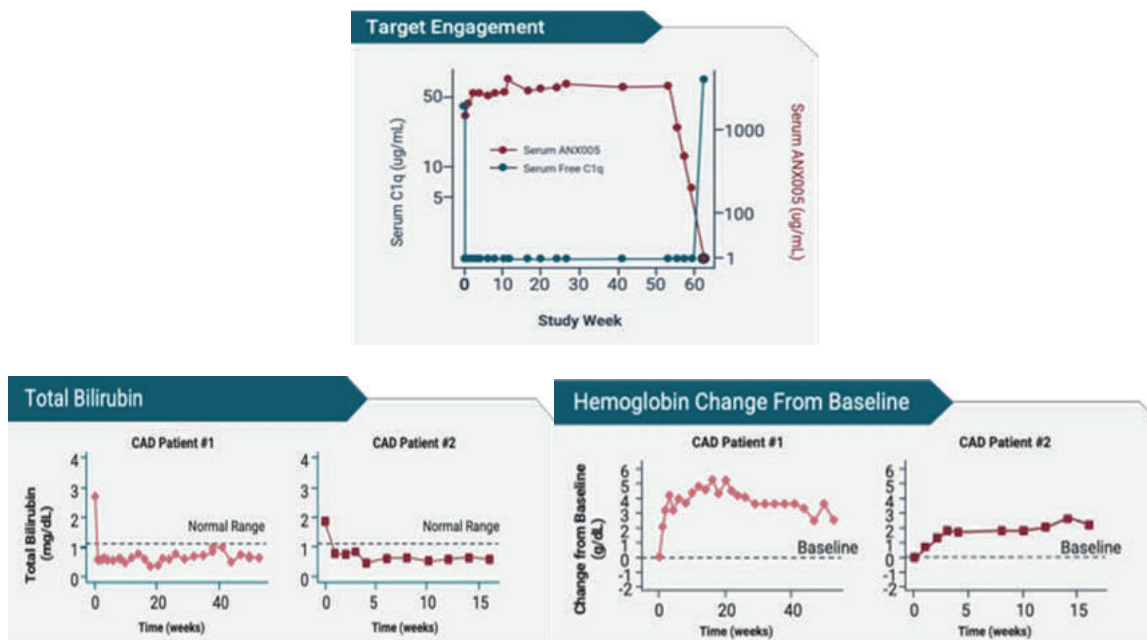 Target Engagement
Serum C1q (ug/mL)
50
10
5
Serum ANX005
Serum Free C1q
1000
100
1
Serum ANX005 (ug/mL)
0 10 20 30 40 50 60
Study Week
Total Bilirubin
CAD Patient #1
Total Bilirubin (mg/dL)
4
3
2
1
0
Normal Range
0 20 40
Time (weeks)
CAD Patient #2
4
3
2
1
0
Normal Range
0 5 10 15
Time (weeks)
Hemoglobin Change From Baseline
CAD Patient #1
Change from Baseline (g/dL)
6
5
4
3
2
1
0
-1
-2
Baseline
0 20 40
Time (weeks)
CAD Patient #2
6
5
4
3
2
1
0
-1
-2
Baseline
0 5 10 15
Time (weeks)